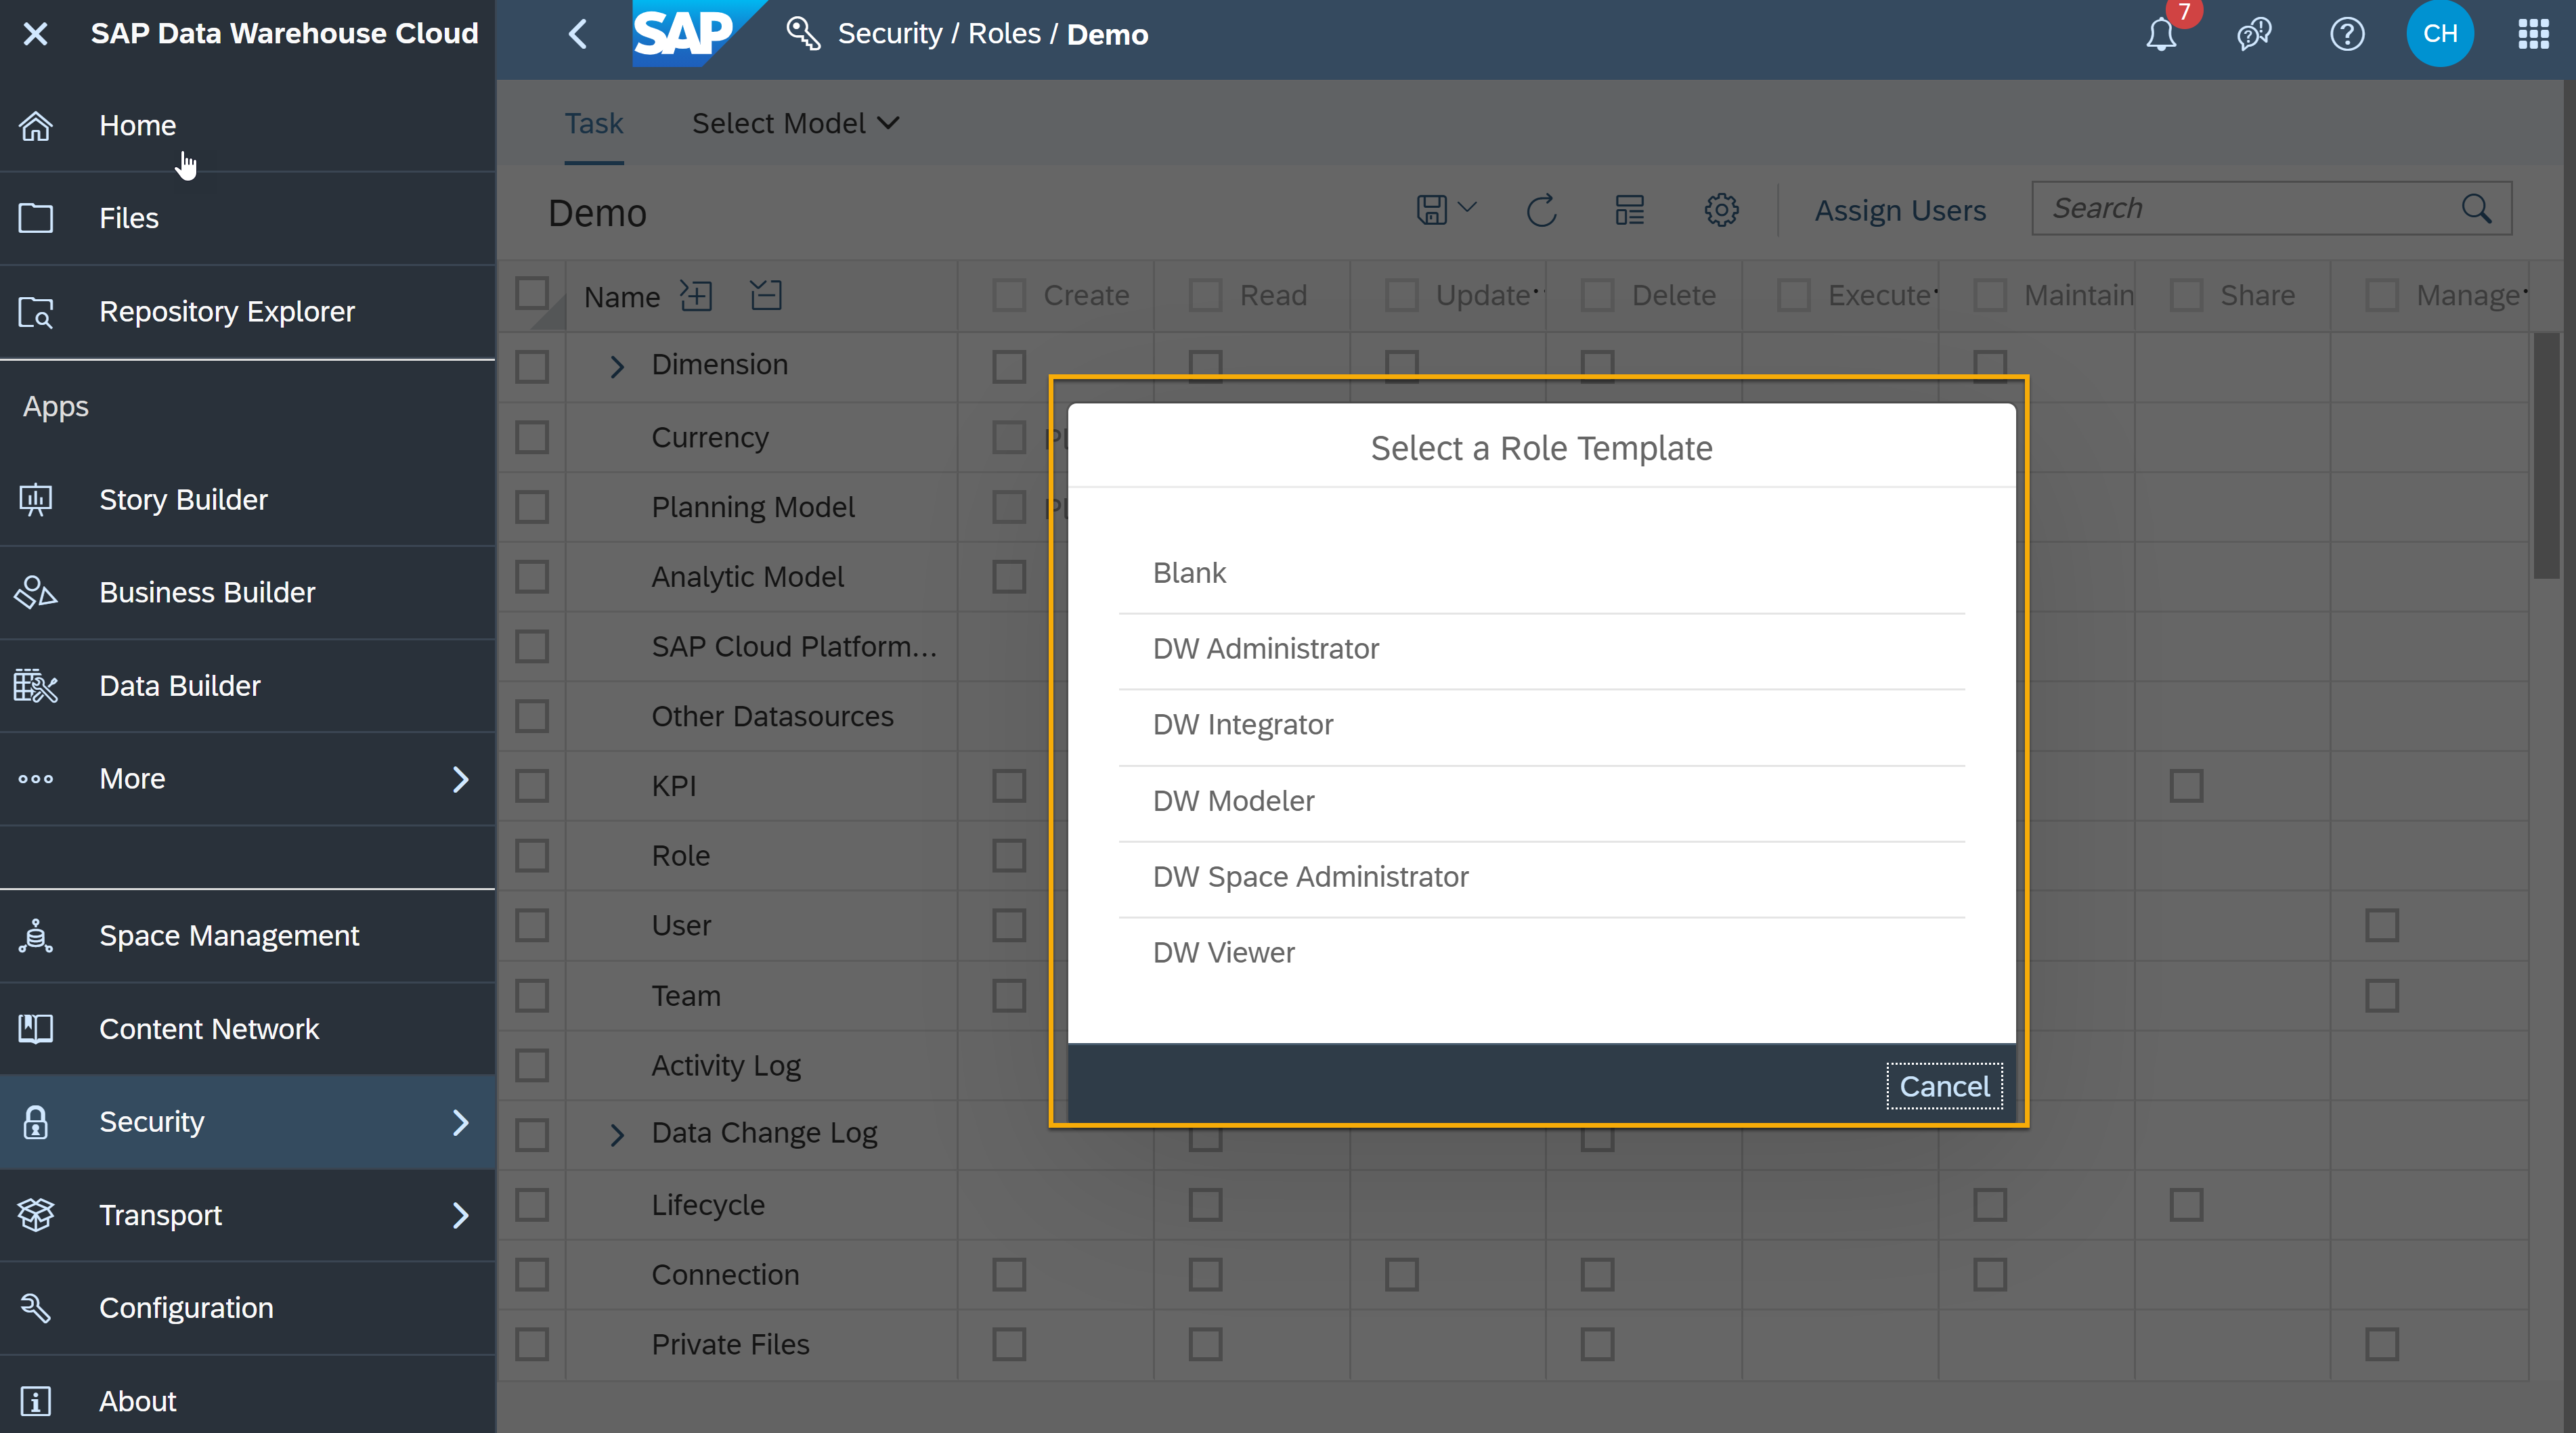 SAP Data Warehouse Cloud
Home
Files
Repository Explorer
Apps
Story Builder
Business Builder
Data Builder
More
Space Management
Content Network
Security
Transport
Configuration
About
SAP
Security / Roles / Demo
7
CH
Task
Select Model
Demo
Assign Users
Search
Name Create Read Update Delete Execute Maintain Share Manage
Dimension
Currency
Planning Model
Analytic Model
SAP Cloud Platform...
Other Datasources
KPI
Role
User
Team
Activity Log
Data Change Log
Lifecycle
Connection
Private Files
Select a Role Template
Blank
DW Administrator
DW Integrator
DW Modeler
DW Space Administrator
DW Viewer
Cancel